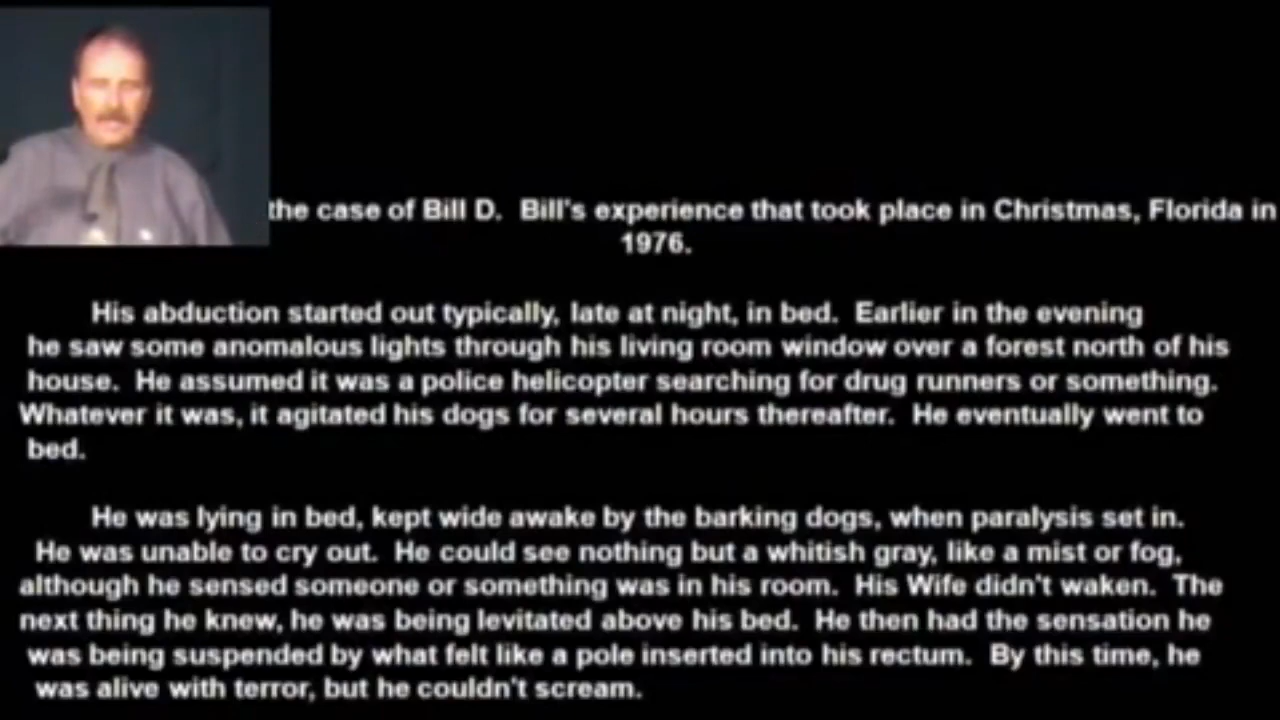 the case of Bill D.  Bill's experience that took place in Christmas, Florida in
1976.
His abduction started out typically, late at night, in bed.  Earlier in the evening
he saw some anomalous lights through his living room window over a forest north of his
house.  He assumed it was a police helicopter searching for drug runners or something.
Whatever it was, it agitated his dogs for several hours thereafter.  He eventually went to
bed.
He was lying in bed, kept wide awake by the barking dogs, when paralysis set in.
He was unable to cry out.  He could see nothing but a whitish gray, like a mist or fog,
although he sensed someone or something was in his room.  His Wife didn't waken.  The
next thing he knew, he was being levitated above his bed.  He then had the sensation he
was being suspended by what felt like a pole inserted into his rectum.  By this time, he
was alive with terror, but he couldn't scream.